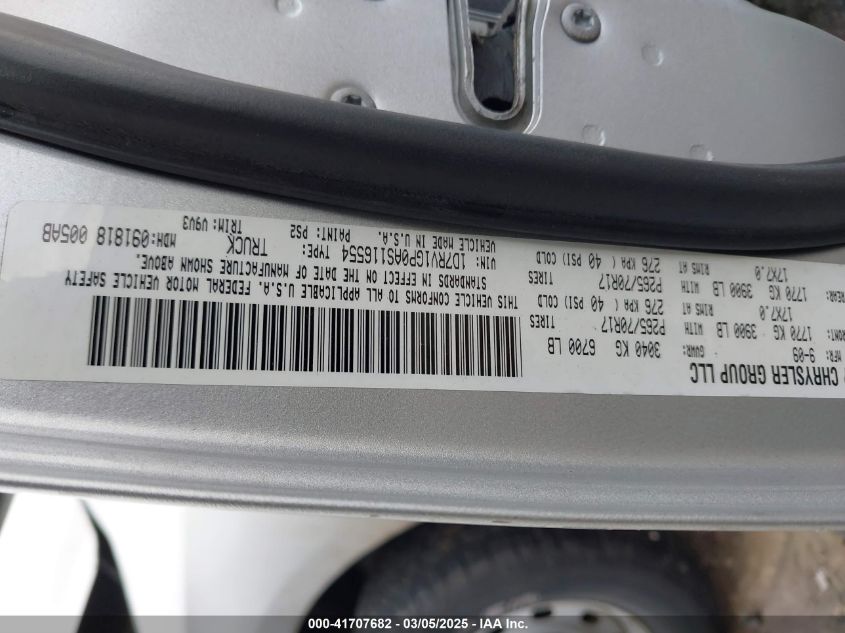 CHRYSLER GROUP LLC
MFR: 9-09 GVWR: 3040 KG 6700 LB
FRONT: 1770 KG 3900 LB WITH P265/70R17 TIRES
17X7.0 RIMS AT 276 KPA ( 40 PSI) COLD
REAR: 1770 KG 3900 LB WITH P265/70R17 TIRES
17X7.0 RIMS AT 276 KPA ( 40 PSI) COLD
THIS VEHICLE CONFORMS TO ALL APPLICABLE U.S.A. FEDERAL MOTOR VEHICLE SAFETY
STANDARDS IN EFFECT ON THE DATE OF MANUFACTURE SHOWN ABOVE.
VIN: 1D7RV1GP0AS116554 TYPE: TRUCK MDH:091818 005AB
VEHICLE MADE IN U.S.A. PAINT: PS2 TRIM: V9V3
000-41707682 / 03/05/2025 - IAA Inc.